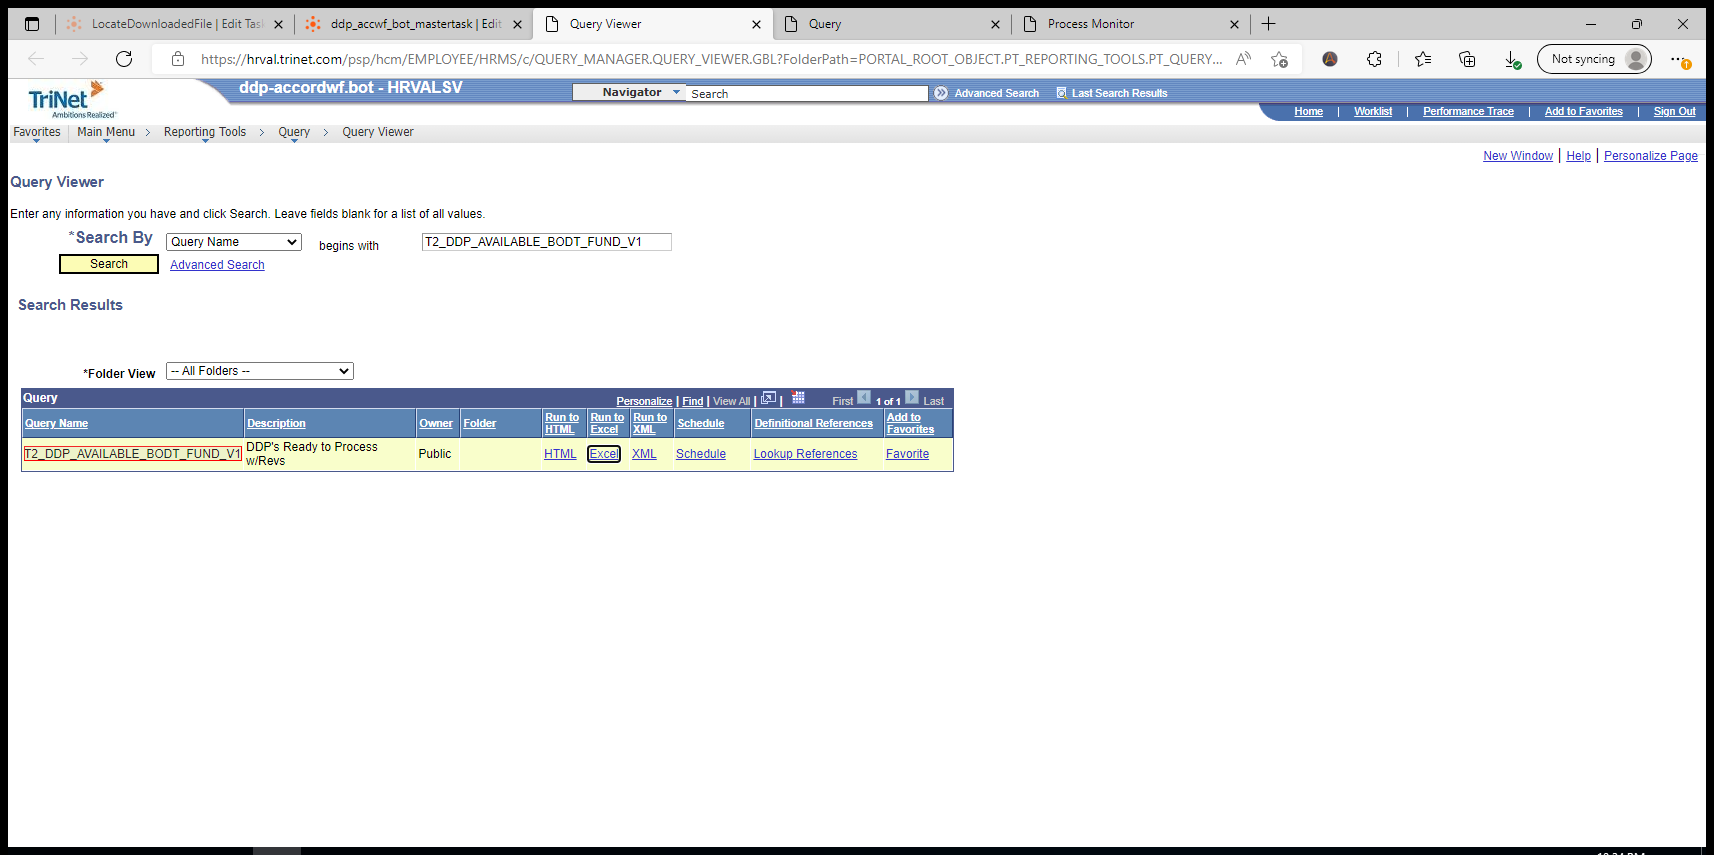 LocateDownloadedFile | Edit Tas
ddp_accwf_bot_mastertask | Edit
Query Viewer
Query
Process Monitor
https://hrval.trinet.com/psp/hcm/EMPLOYEE/HRMS/c/QUERY_MANAGER.QUERY_VIEWER.GBL?FolderPath=PORTAL_ROOT_OBJECT.PT_REPORTING_TOOLS.PT_QUERY...
Not syncing
TriNet
Ambitions Realized
ddp-accordwf.bot - HRVALSV
Navigator
Search
Advanced Search
Last Search Results
Home | Worklist | Performance Trace | Add to Favorites | Sign Out
Favorites Main Menu > Reporting Tools > Query > Query Viewer
New Window | Help | Personalize Page
Query Viewer
Enter any information you have and click Search. Leave fields blank for a list of all values.
*Search By Query Name begins with T2_DDP_AVAILABLE_BODT_FUND_V1
Search Advanced Search
Search Results
*Folder View -- All Folders --
Query Personalize | Find | View All | | First 1 of 1 Last
Query Name Description Owner Folder Run to HTML Run to Excel Run to XML Schedule Definitional References Add to Favorites
T2_DDP_AVAILABLE_BODT_FUND_V1 DDP's Ready to Process w/Revs Public HTML Excel XML Schedule Lookup References Favorite